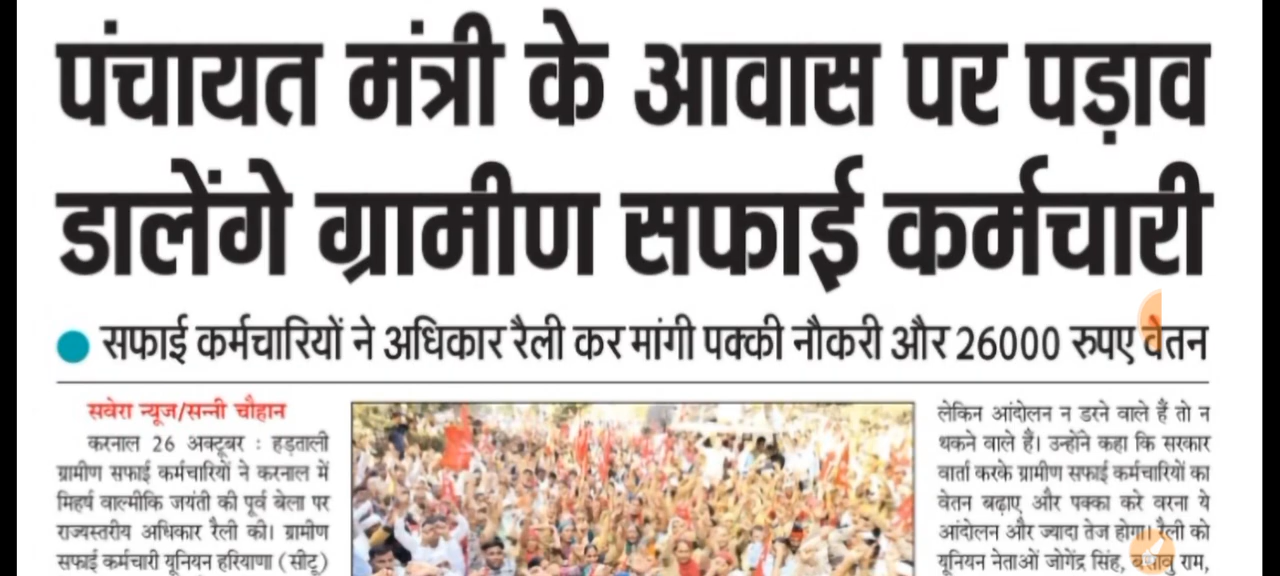 पंचायत मंत्री के आवास पर पड़ाव
डालेंगे ग्रामीण सफाई कर्मचारी
सफाई कर्मचारियों ने अधिकार रैली कर मांगी पक्की नौकरी और 26000 रुपए वेतन
सवेरा न्यूज/सन्नी चौहान
करनाल 26 अक्टूबर : हड़ताली
ग्रामीण सफाई कर्मचारियों ने करनाल में
मिहर्ष वाल्मीकि जयंती की पूर्व बेला पर
राज्यस्तरीय अधिकार रैली की। ग्रामीण
सफाई कर्मचारी यूनियन हरियाणा (सीटू)
लेकिन आंदोलन न डरने वाले हैं तो न
थकने वाले हैं। उन्होंने कहा कि सरकार
वार्ता करके ग्रामीण सफाई कर्मचारियों का
वेतन बढ़ाए और पक्का करे वरना ये
आंदोलन और ज्यादा तेज होगा। रैली को
यूनियन नेताओं जोगेंद्र सिंह, राम,